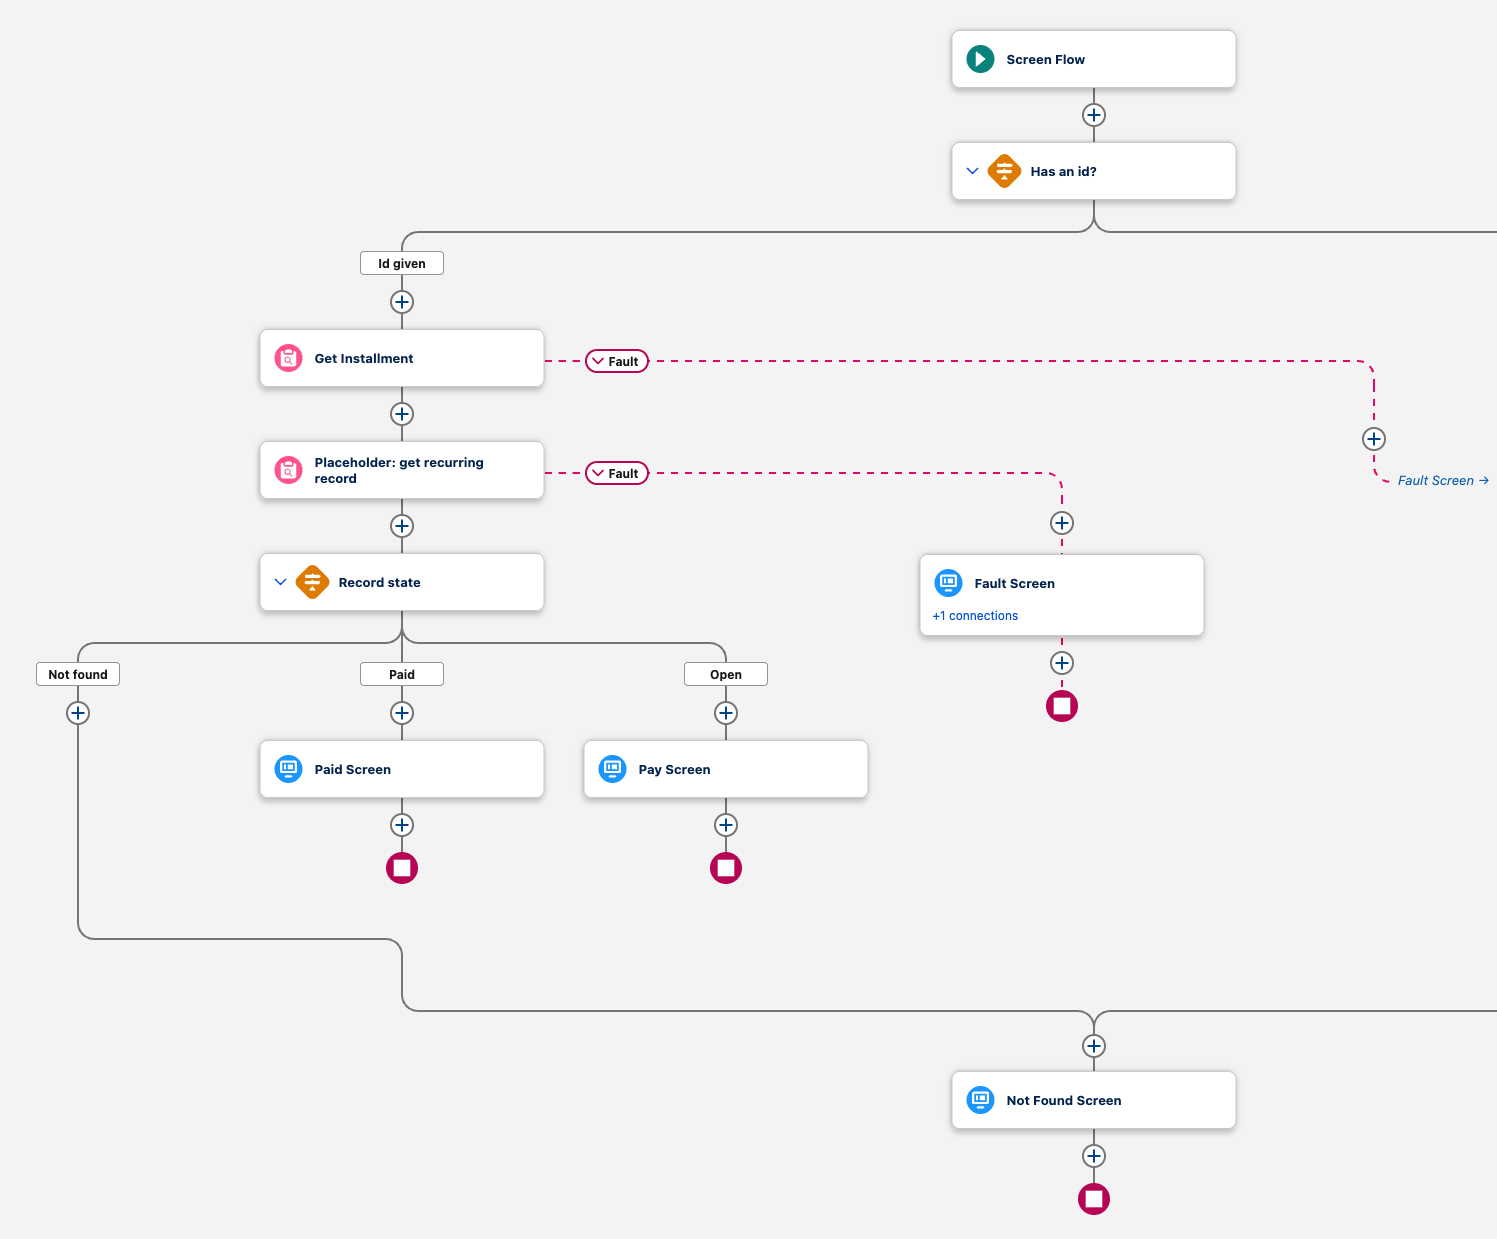 Screen Flow
Has an id?
Id given
Get Installment
Fault
Placeholder: get recurring
record
Fault
Fault Screen →
Record state
Fault Screen
+1 connections
Not found
Paid
Open
Paid Screen
Pay Screen
Not Found Screen